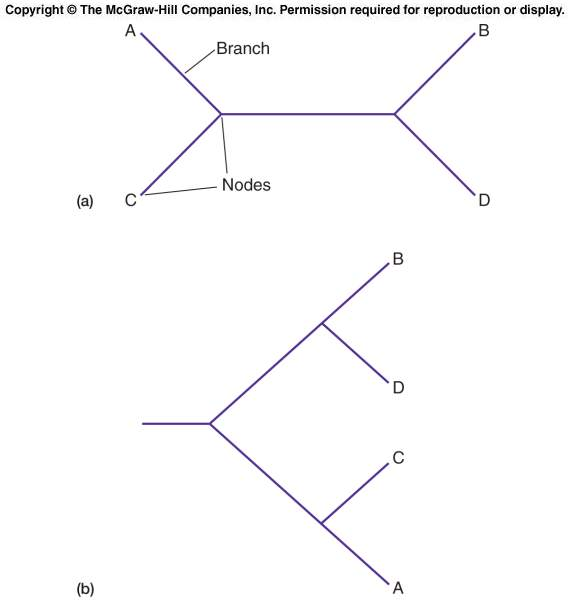 Copyright © The McGraw-Hill Companies, Inc. Permission required for reproduction or display.
A
B
Branch
Nodes
(a)
C
D
B
D
C
(b)
A